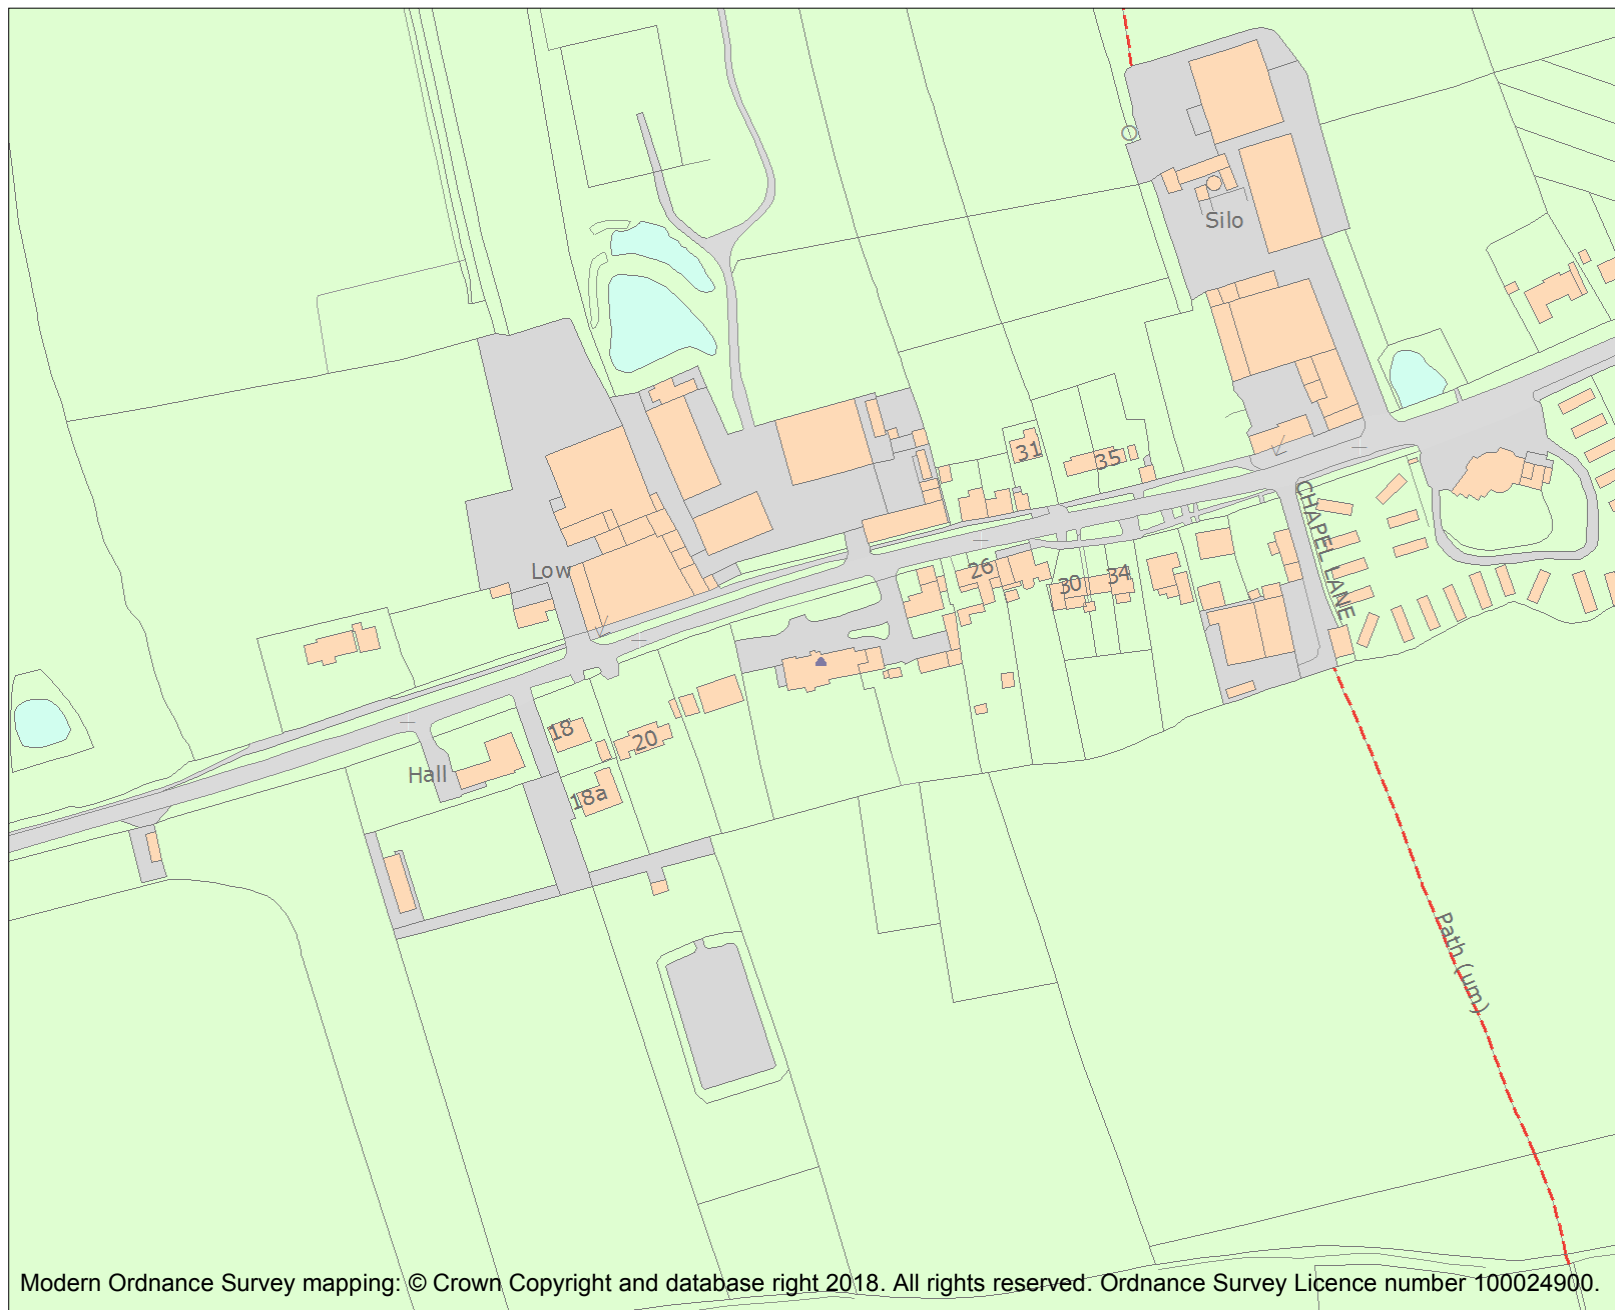 Silo
31
35
CHAPEL LANE
Low
26
30
34
18
20
Hall
18a
Path (um)
Modern Ordnance Survey mapping: © Crown Copyright and database right 2018. All rights reserved. Ordnance Survey Licence number 100024900.